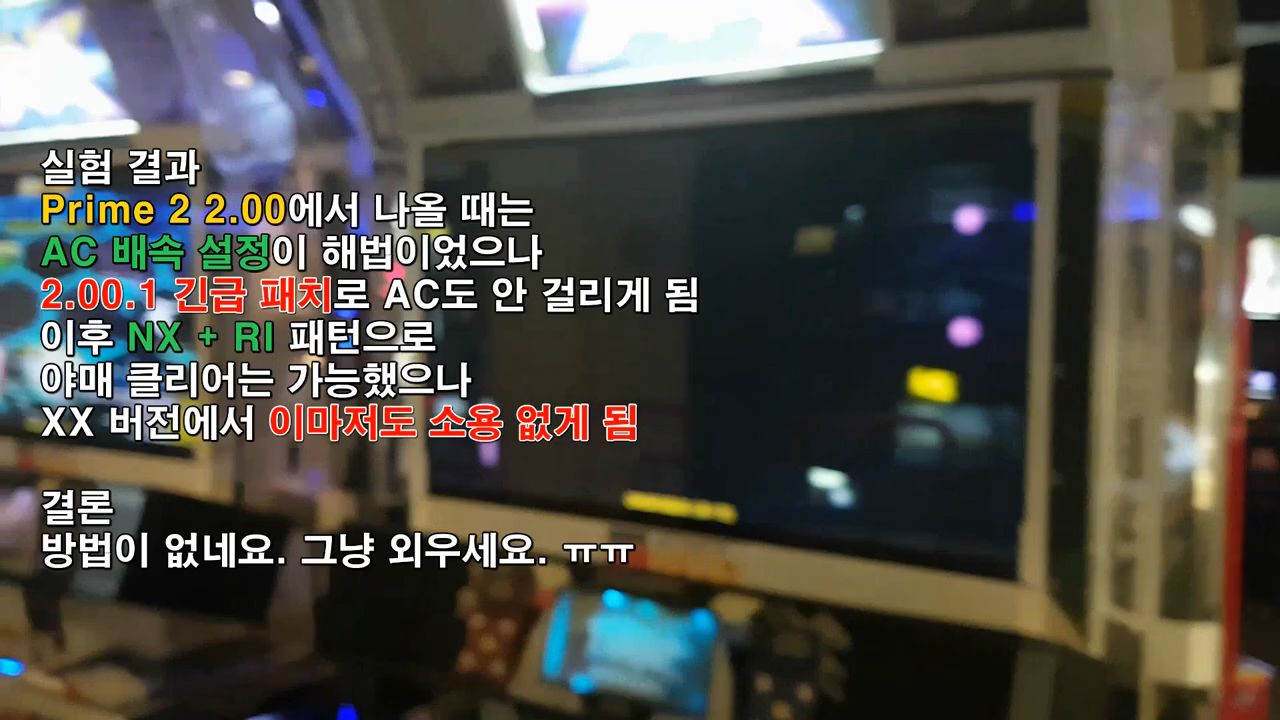 실험 결과
Prime 2 2.00에서 나올 때는
AC 배속 설정이 해법이었으나
2.00.1 긴급 패치로 AC도 안 걸리게 됨
이후 NX + RI 패턴으로
야매 클리어는 가능했으나
XX 버전에서 이마저도 소용 없게 됨
결론
방법이 없네요. 그냥 외우세요. ㅠㅠ